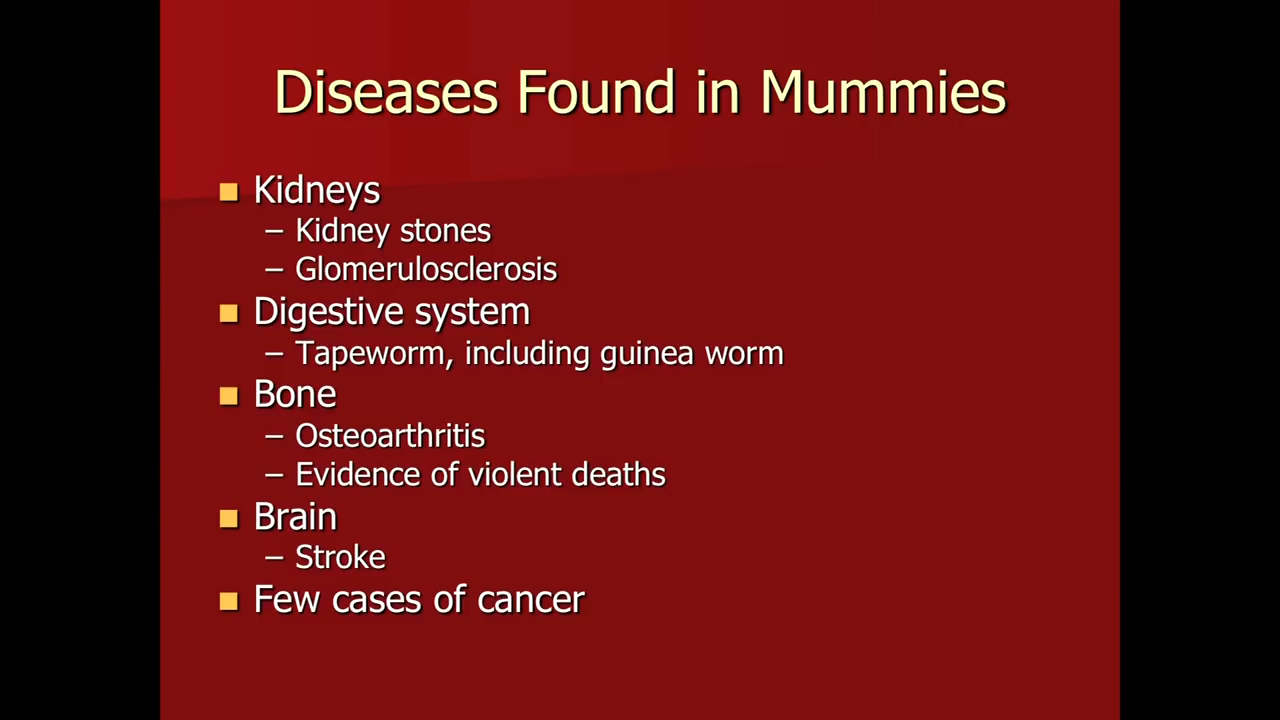 Diseases Found in Mummies
■ Kidneys
– Kidney stones
– Glomerulosclerosis
■ Digestive system
– Tapeworm, including guinea worm
■ Bone
– Osteoarthritis
– Evidence of violent deaths
■ Brain
– Stroke
■ Few cases of cancer